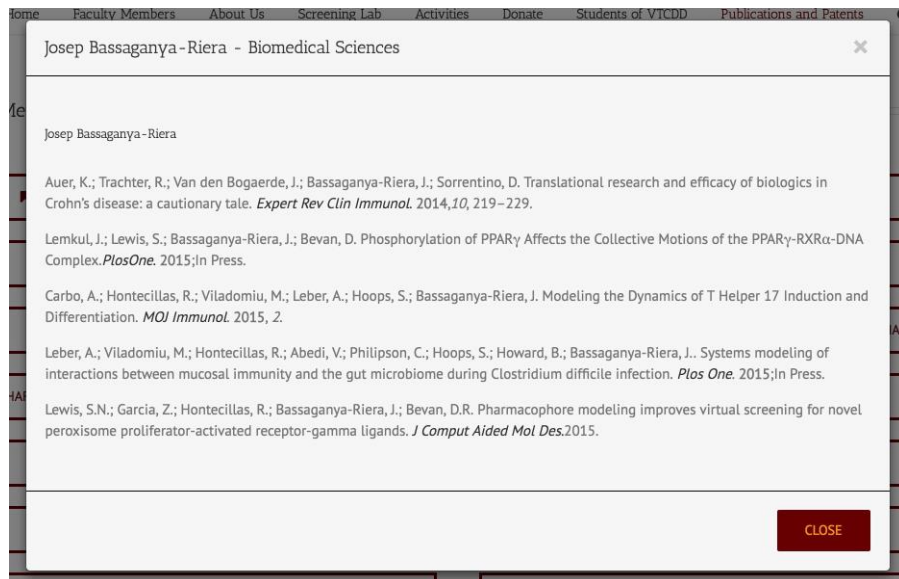 Home Faculty Members About Us Screening Lab Activities Donate Students of VTCDD Publications and Patents
Josep Bassaganya-Riera - Biomedical Sciences ×
Josep Bassaganya-Riera
Auer, K.; Trachter, R.; Van den Bogaerde, J.; Bassaganya-Riera, J.; Sorrentino, D. Translational research and efficacy of biologics in
Crohn's disease: a cautionary tale. Expert Rev Clin Immunol. 2014,10, 219–229.
Lemkul, J.; Lewis, S.; Bassaganya-Riera, J.; Bevan, D. Phosphorylation of PPARγ Affects the Collective Motions of the PPARγ-RXRα-DNA
Complex.PlosOne. 2015;In Press.
Carbo, A.; Hontecillas, R.; Viladomiu, M.; Leber, A.; Hoops, S.; Bassaganya-Riera, J. Modeling the Dynamics of T Helper 17 Induction and
Differentiation. MOJ Immunol. 2015, 2.
Leber, A.; Viladomiu, M.; Hontecillas, R.; Abedi, V.; Philipson, C.; Hoops, S.; Howard, B.; Bassaganya-Riera, J.. Systems modeling of
interactions between mucosal immunity and the gut microbiome during Clostridium difficile infection. Plos One. 2015;In Press.
Lewis, S.N.; Garcia, Z.; Hontecillas, R.; Bassaganya-Riera, J.; Bevan, D.R. Pharmacophore modeling improves virtual screening for novel
peroxisome proliferator-activated receptor-gamma ligands. J Comput Aided Mol Des.2015.
CLOSE